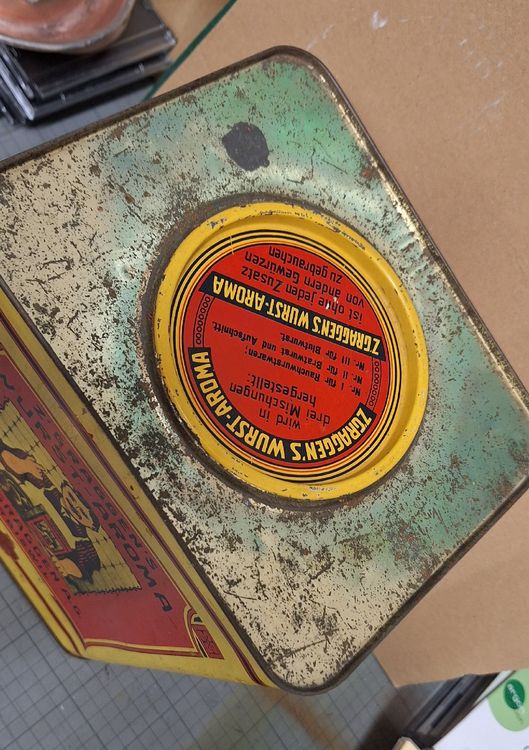 ZGRAGGEN'S WURST-AROMA
wird in
drei Mischungen
hergestellt:
Nr. I für Rauchwurstwaren;
Nr. II für Bratwurst und Aufschnitt.
Nr. III für Blutwurst.
ZGRAGGEN'S WURST-AROMA
ist ohne jeden Zusatz
von andern Gewürzen
zu gebrauchen